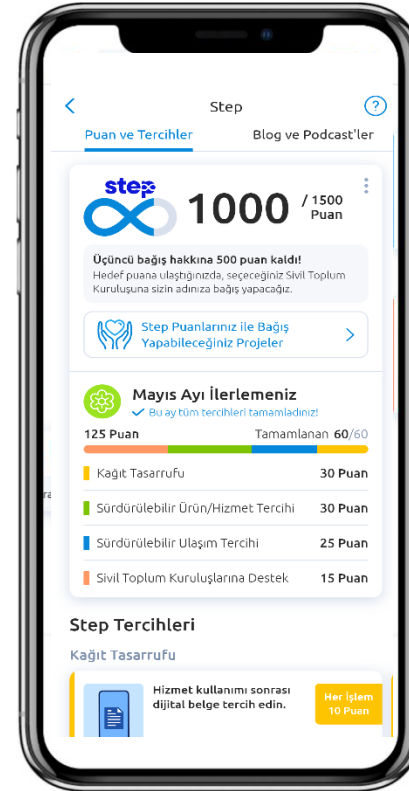 Step
?
Puan ve Tercihler
Blog ve Podcast'ler
step
1000 / 1500
Puan
Üçüncü bağış hakkına 500 puan kaldı!
Hedef puana ulaştığınızda, seçeceğiniz Sivil Toplum
Kuruluşuna sizin adınıza bağış yapacağız.
Step Puanlarınız ile Bağış
Yapabileceğiniz Projeler
Mayıs Ayı İlerlemeniz
Bu ay tüm tercihleri tamamladınız!
125 Puan
Tamamlanan 60/60
Kağıt Tasarrufu 30 Puan
Sürdürülebilir Ürün/Hizmet Tercihi 30 Puan
Sürdürülebilir Ulaşım Tercihi 25 Puan
Sivil Toplum Kuruluşlarına Destek 15 Puan
Step Tercihleri
Kağıt Tasarrufu
Hizmet kullanımı sonrası
dijital belge tercih edin.
Her İşlem
10 Puan